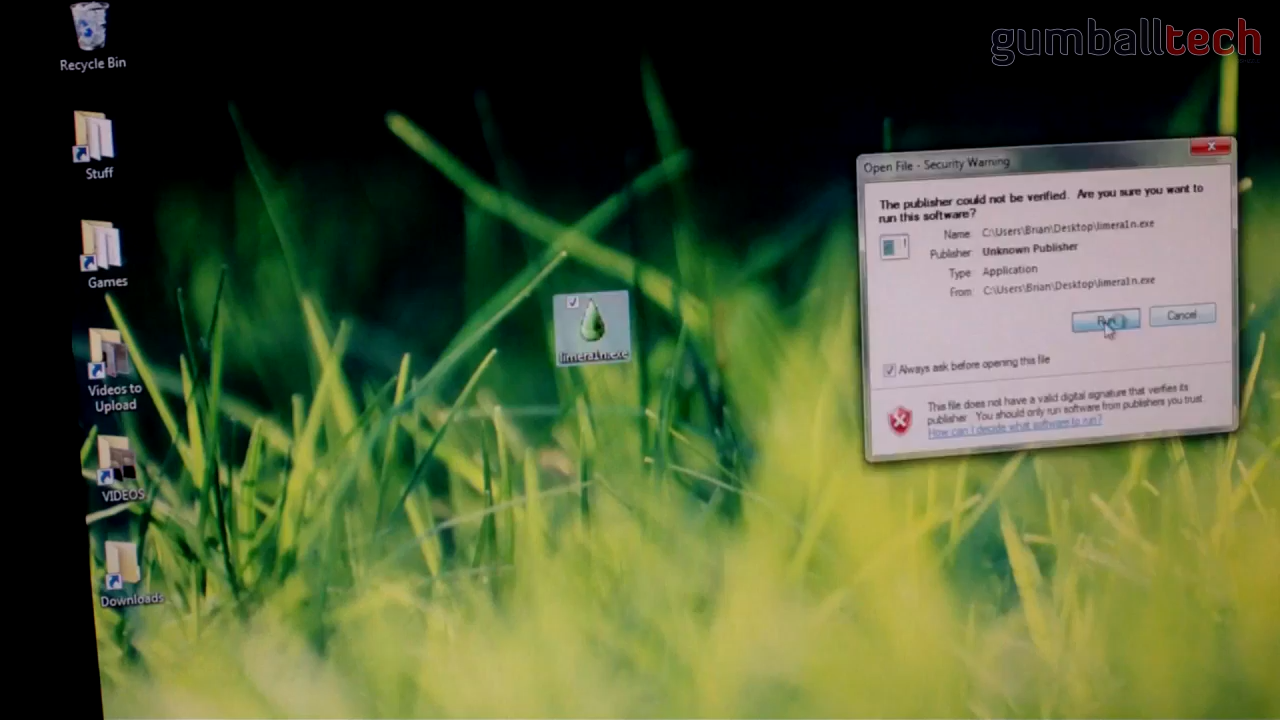 gumballtech
Recycle Bin
Stuff
Games
Videos to
Upload
VIDEOS
Downloads
limera1n.exe
Open File - Security Warning
The publisher could not be verified. Are you sure you want to
run this software?
Name: C:\Users\Brian\Desktop\limera1n.exe
Publisher: Unknown Publisher
Type: Application
From: C:\Users\Brian\Desktop\limera1n.exe
Run Cancel
Always ask before opening this file
This file does not have a valid digital signature that verifies its
publisher. You should only run software from publishers you trust.
How can I decide what software to run?